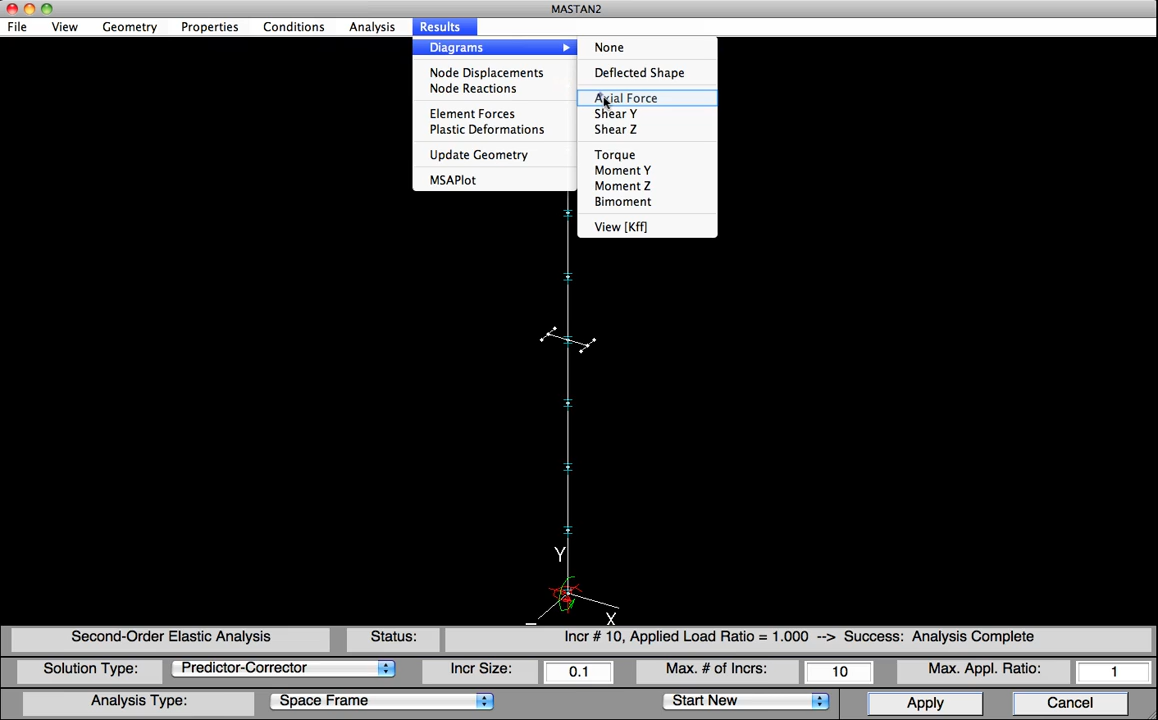 MASTAN2
File View Geometry Properties Conditions Analysis Results
Diagrams
Node Displacements
Node Reactions
Element Forces
Plastic Deformations
Update Geometry
MSAPlot
None
Deflected Shape
Axial Force
Shear Y
Shear Z
Torque
Moment Y
Moment Z
Bimoment
View [Kff]
Y
X
Second-Order Elastic Analysis Status: Incr # 10, Applied Load Ratio = 1.000 --> Success: Analysis Complete
Solution Type: Predictor-Corrector Incr Size: 0.1 Max. # of Incrs: 10 Max. Appl. Ratio: 1
Analysis Type: Space Frame Start New Apply Cancel